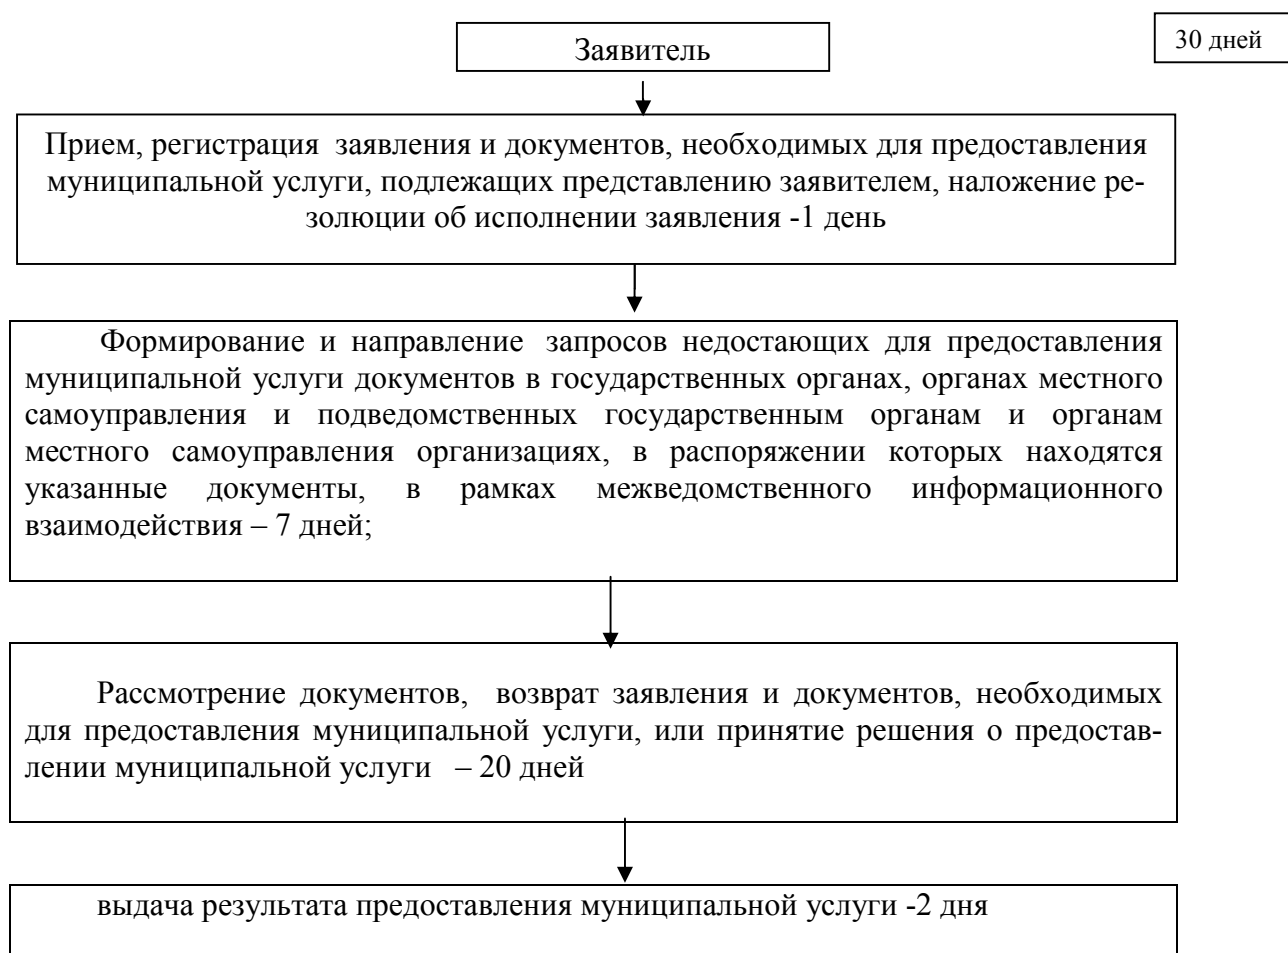 Заявитель
30 дней
Прием, регистрация заявления и документов, необходимых для предоставления
муниципальной услуги, подлежащих представлению заявителем, наложение ре-
золюции об исполнении заявления -1 день
Формирование и направление запросов недостающих для предоставления
муниципальной услуги документов в государственных органах, органах местного
самоуправления и подведомственных государственным органам и органам
местного самоуправления организациях, в распоряжении которых находятся
указанные документы, в рамках межведомственного информационного
взаимодействия – 7 дней;
Рассмотрение документов, возврат заявления и документов, необходимых
для предоставления муниципальной услуги, или принятие решения о предостав-
лении муниципальной услуги – 20 дней
выдача результата предоставления муниципальной услуги -2 дня